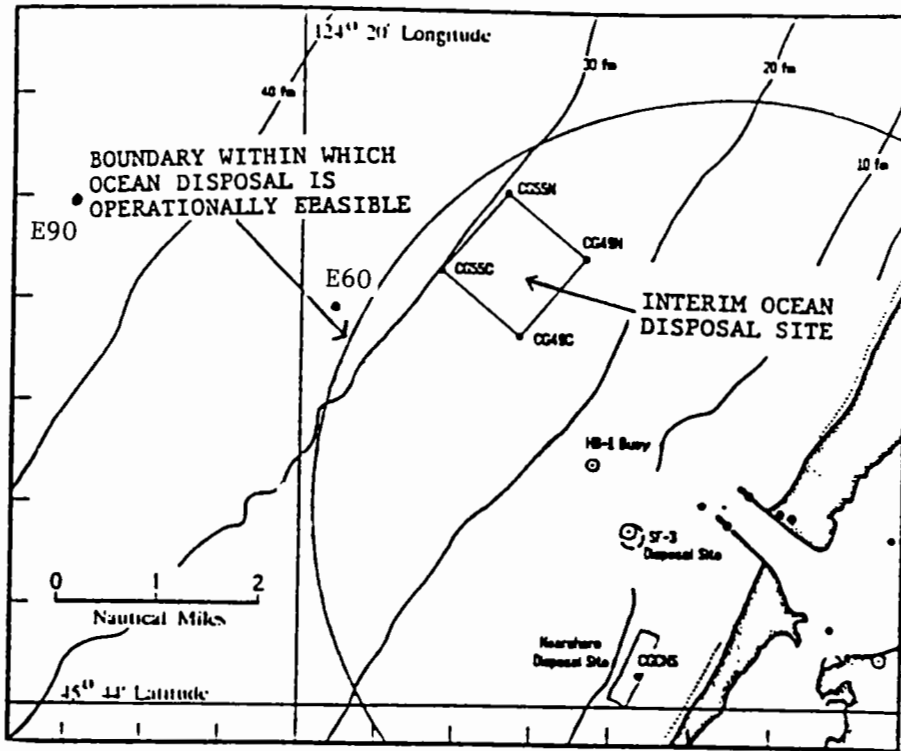 124° 20' Longitude
40 fm
30 fm
20 fm
10 fm
BOUNDARY WITHIN WHICH
OCEAN DISPOSAL IS
OPERATIONALLY FEASIBLE
E90
E60
CG55N
CG49N
CG55C
CG49C
INTERIM OCEAN
DISPOSAL SITE
HB-1 Buoy
SF-3
Disposal Site
0 1 2
Nautical Miles
Nearshore
Disposal Site
CGCNS
45° 44' Latitude